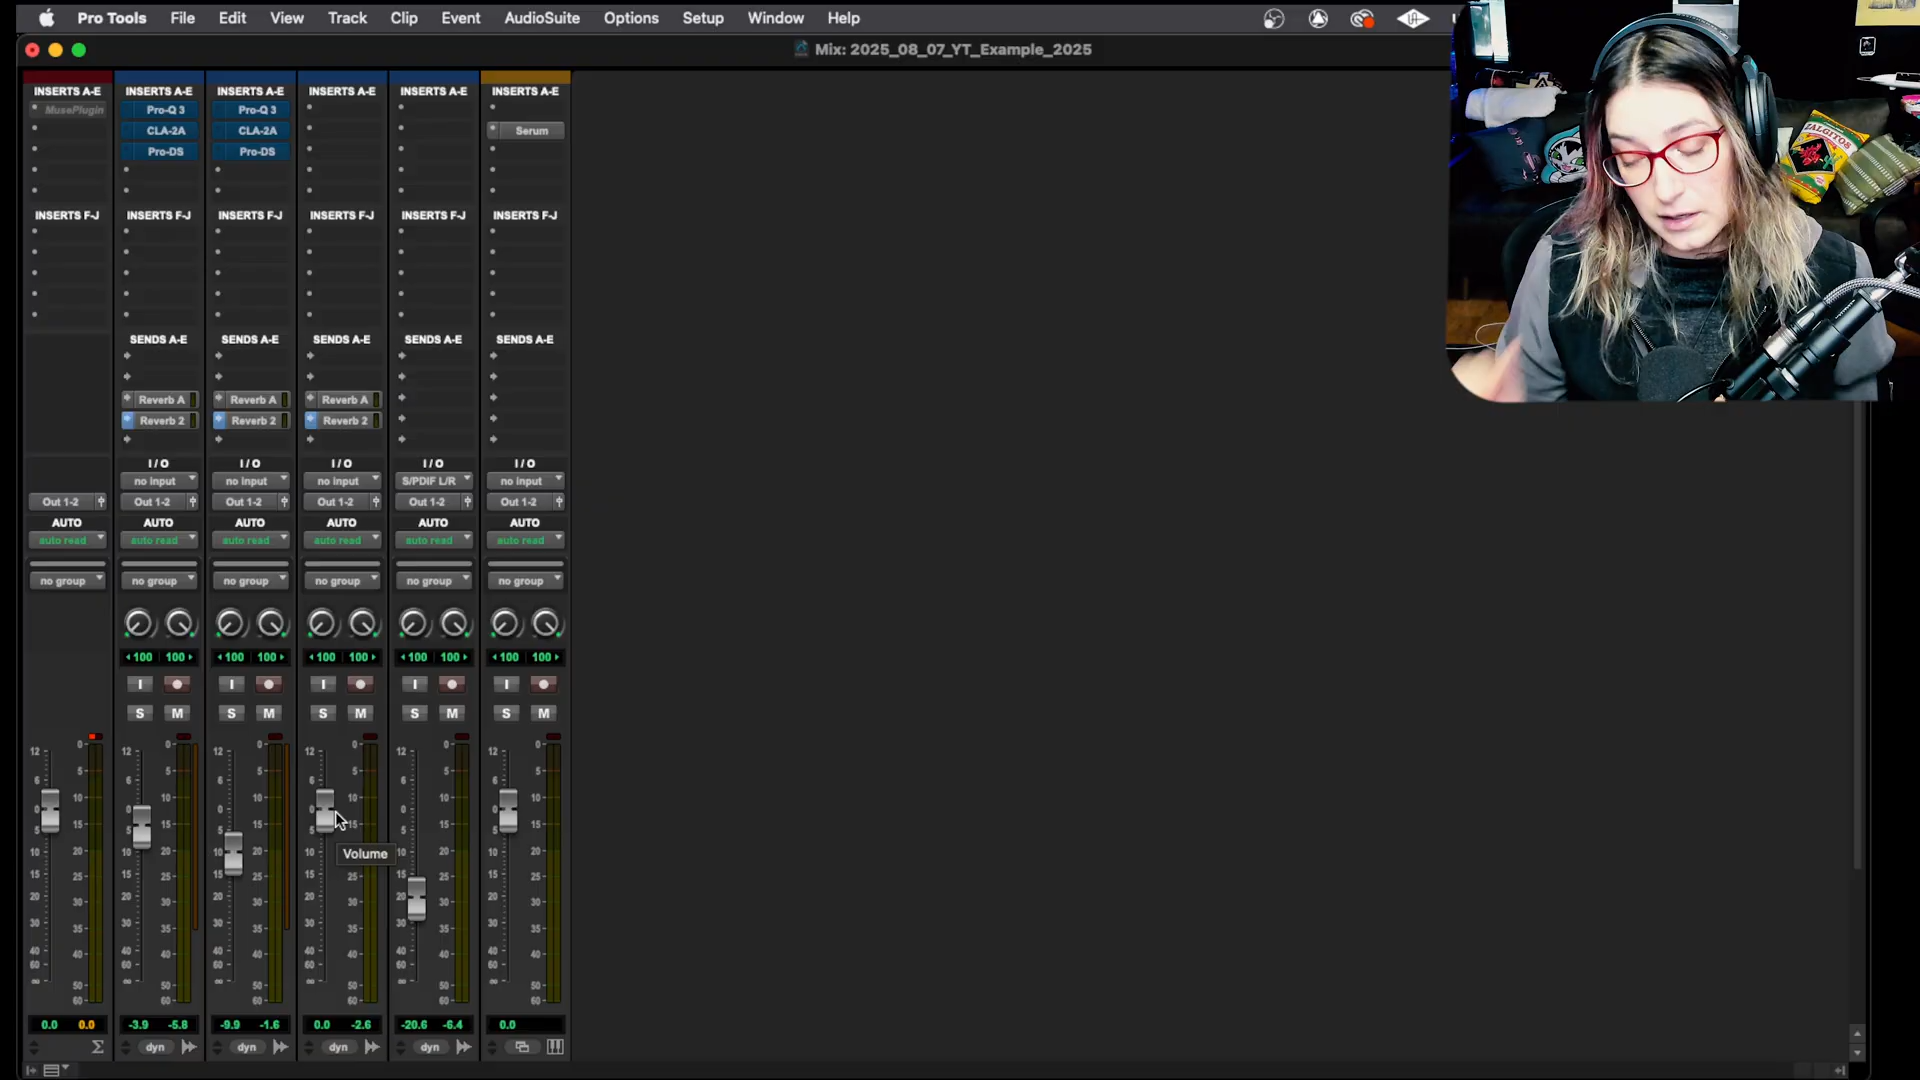 Pro Tools File Edit View Track Clip Event AudioSuite Options Setup Window Help
Mix: 2025_08_07_YT_Example_2025
INSERTS A-E INSERTS A-E INSERTS A-E INSERTS A-E INSERTS A-E INSERTS A-E
MusePlugin Pro-Q 3 Pro-Q 3
CLA-2A CLA-2A Serum
Pro-DS Pro-DS
INSERTS F-J INSERTS F-J INSERTS F-J INSERTS F-J INSERTS F-J INSERTS F-J
SENDS A-E SENDS A-E SENDS A-E SENDS A-E SENDS A-E
Reverb A Reverb A Reverb A
Reverb 2 Reverb 2 Reverb 2
I/O I/O I/O I/O I/O
no input no input no input S/PDIF L/R no input
Out 1-2 Out 1-2 Out 1-2 Out 1-2 Out 1-2 Out 1-2
AUTO AUTO AUTO AUTO AUTO AUTO
auto read auto read auto read auto read auto read auto read
no group no group no group no group no group no group
100 100 100 100 100 100 100 100 100 100
I I I I I
S M S M S M S M S M
Volume
0.0 0.0 -3.9 -5.8 -9.9 -1.6 0.0 -2.6 -20.6 -6.4 0.0
dyn dyn dyn dyn
ZALGITOS